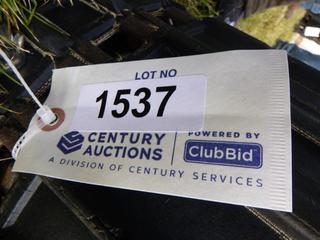 LOT NO
1537
CENTURY AUCTIONS
POWERED BY
ClubBid
A DIVISION OF CENTURY SERVICES